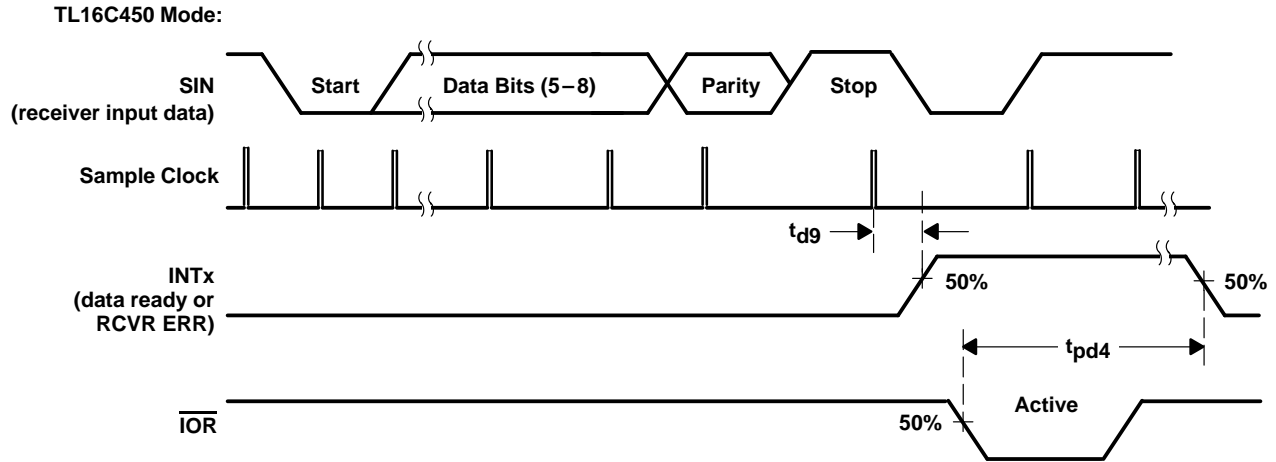 TL16C450 Mode:
SIN
(receiver input data)
Start
Data Bits (5–8)
Parity
Stop
Sample Clock
td9
INTx
(data ready or
RCVR ERR)
50%
50%
tpd4
IOR
50%
Active